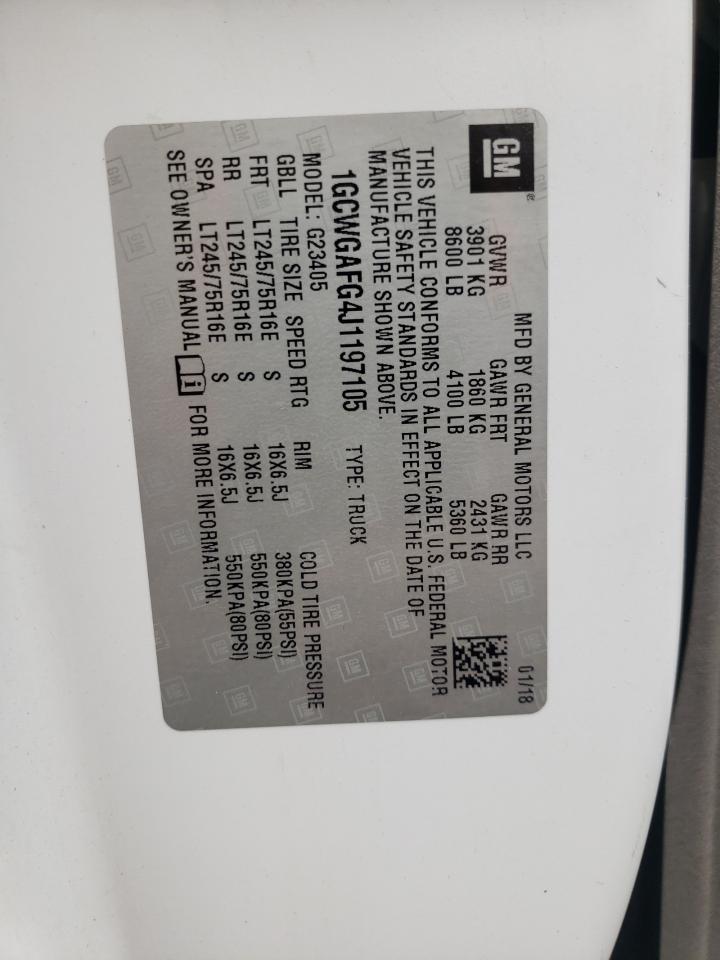 GM®
MFD BY GENERAL MOTORS LLC 01/18
GVWR GAWR FRT GAWR RR
3901 KG 1860 KG 2431 KG
8600 LB 4100 LB 5360 LB
THIS VEHICLE CONFORMS TO ALL APPLICABLE U.S. FEDERAL MOTOR
VEHICLE SAFETY STANDARDS IN EFFECT ON THE DATE OF
MANUFACTURE SHOWN ABOVE.
1GCWGAFG4J1197105 TYPE: TRUCK
MODEL: G23405
GBLL TIRE SIZE SPEED RTG RIM COLD TIRE PRESSURE
FRT LT245/75R16E S 16X6.5J 380KPA(55PSI)
RR LT245/75R16E S 16X6.5J 550KPA(80PSI)
SPA LT245/75R16E S 16X6.5J 550KPA(80PSI)
SEE OWNER'S MANUAL FOR MORE INFORMATION.